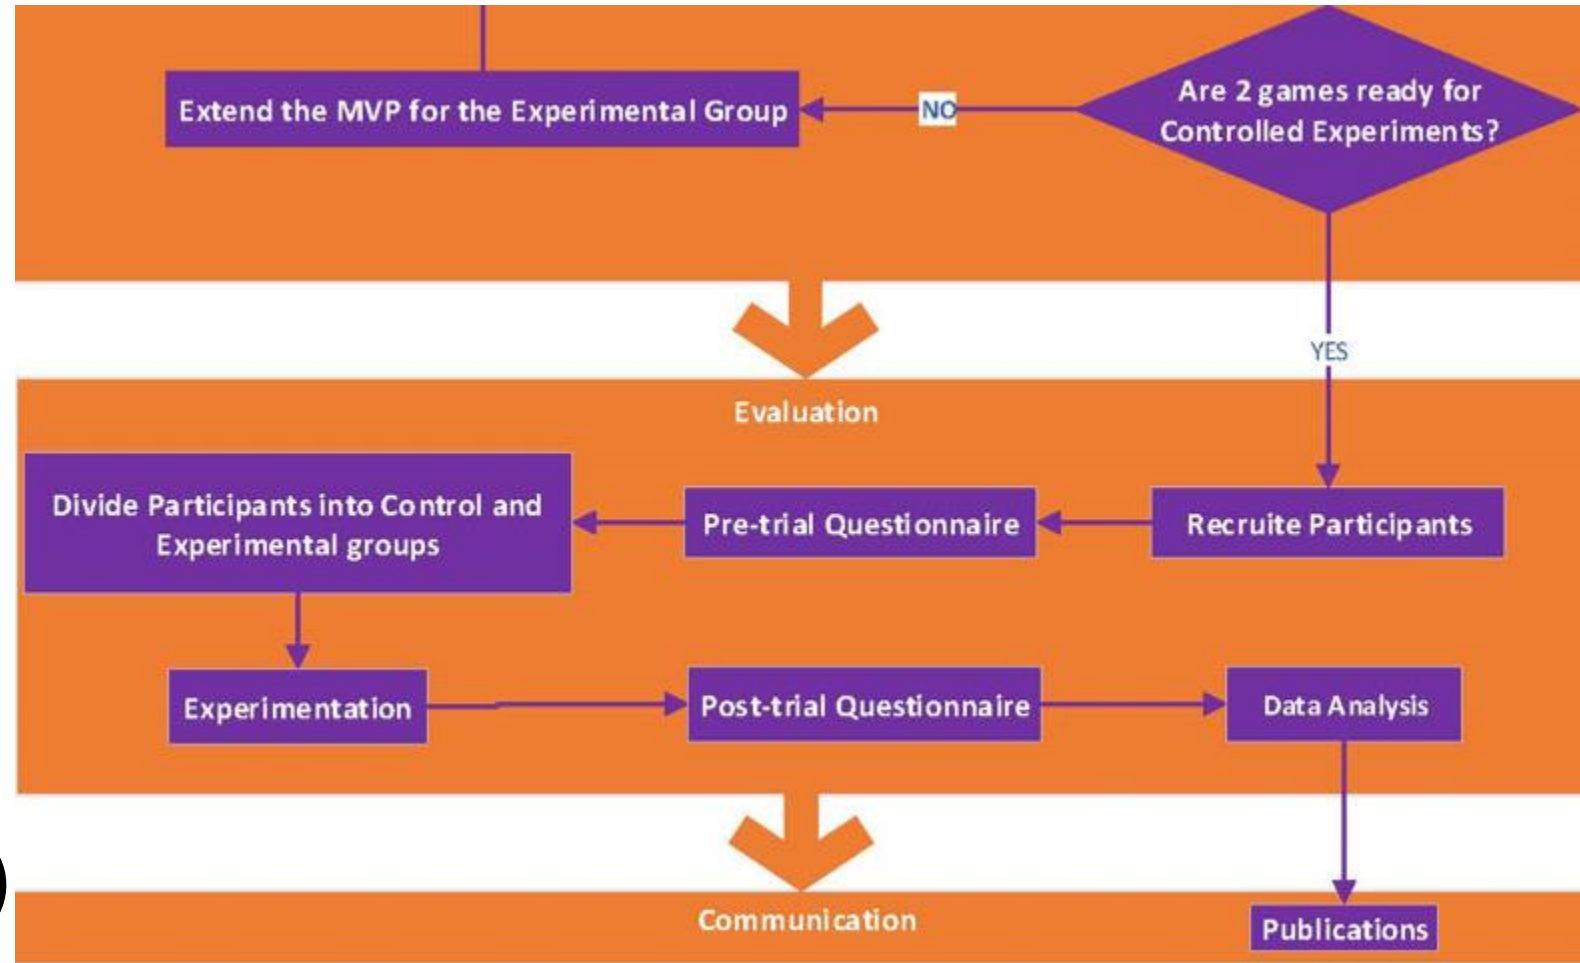 Are 2 games ready for
Controlled Experiments?
NO
Extend the MVP for the Experimental Group
YES
Evaluation
Recruite Participants
Pre-trial Questionnaire
Divide Participants into Control and
Experimental groups
Experimentation
Post-trial Questionnaire
Data Analysis
Communication
Publications
)